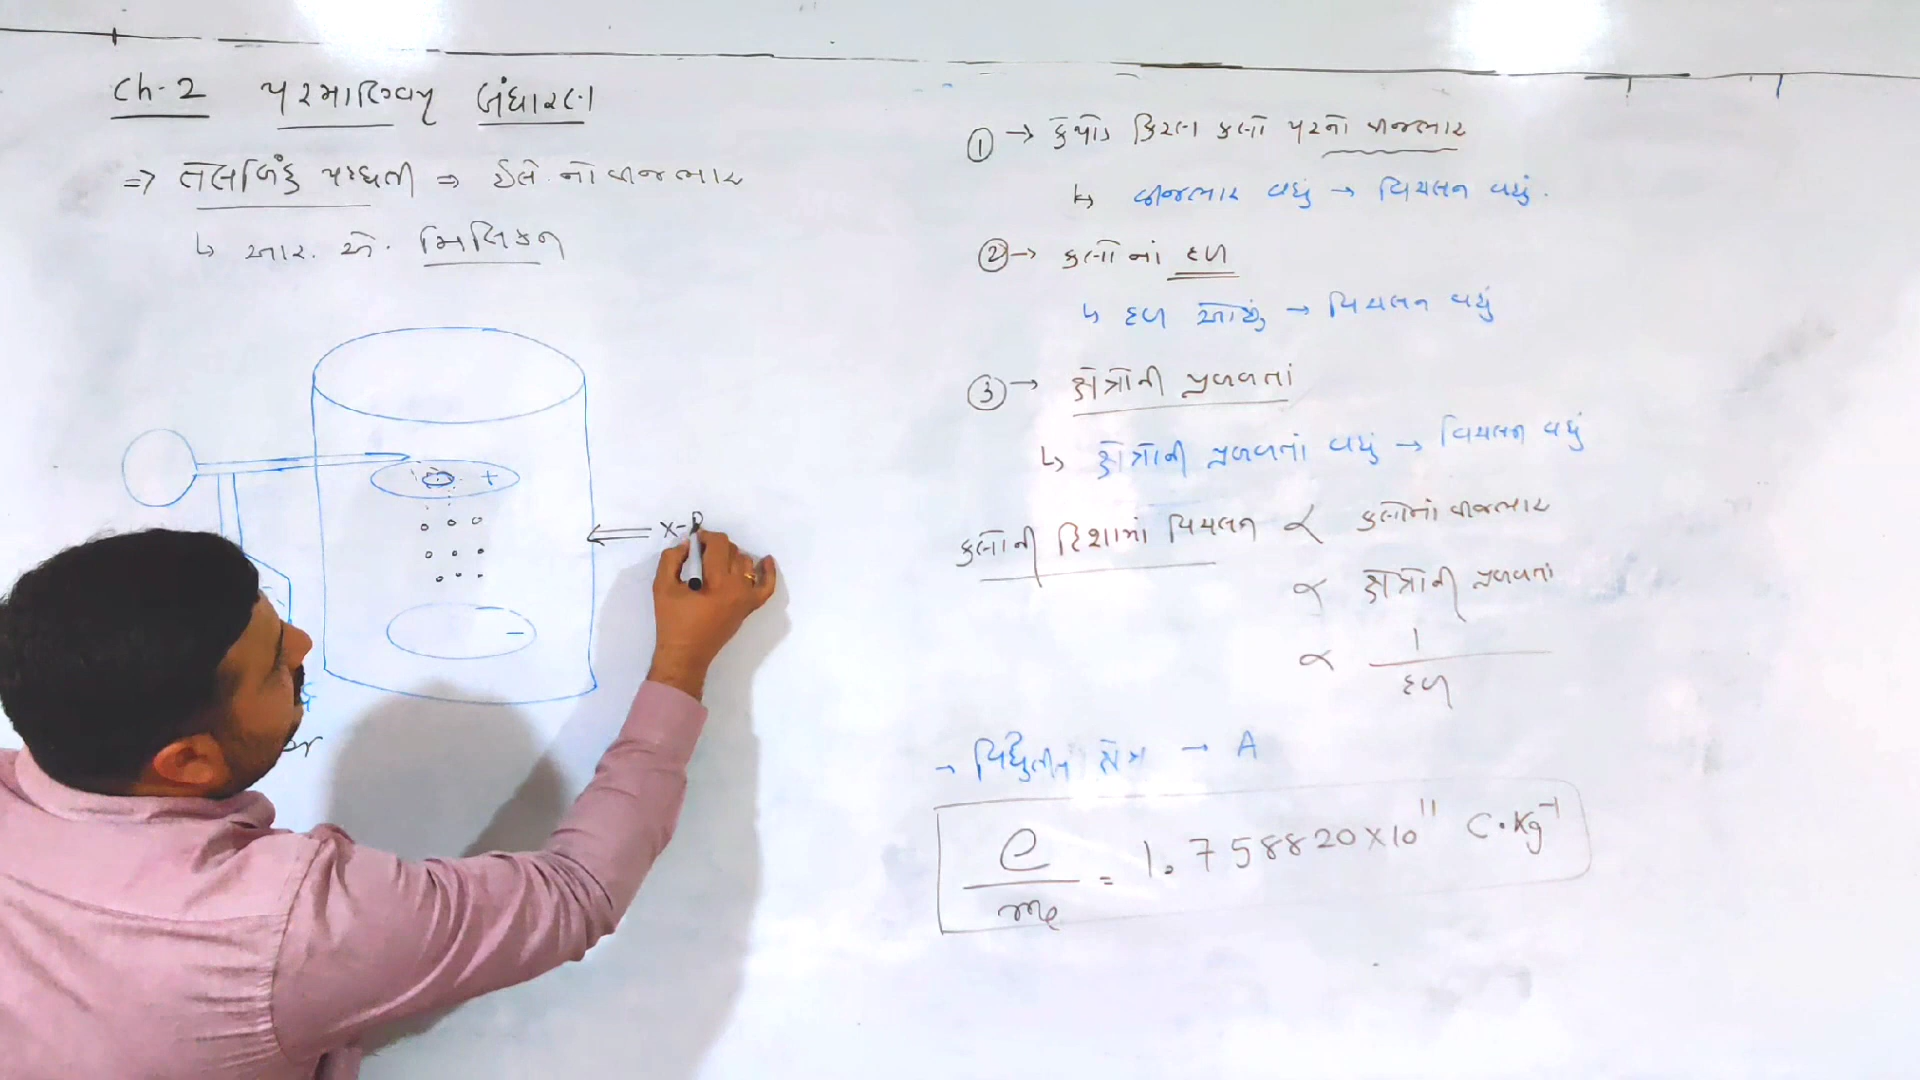 Ch-2 પરમાણ્વિય બંધારણ
⇒ તેલબિંદુ પધ્ધતી ⇒ ઈલે નો વીજભાર
↳ આર. એ. મિલિકન
+
-
X-R
① → કેથોડ કિરણ કણો પરનો વીજભાર
↳ વીજભાર વધું → વિચલન વધું.
② → કણોનાં દળ
↳ દળ ઓછું → વિચલન વધું
③ → ક્ષેત્રોની પ્રબળતાં
↳ ક્ષેત્રોની પ્રબળતાં વધું → વિચલન વધું
કણોની દિશામાં વિચલન ∝ કણોનાં વીજભાર
∝ ક્ષેત્રોની પ્રબળતાં
∝ 1
દળ
→ વિધુતીય ક્ષેત્ર → A
e
= 1.758820×10¹¹ C·Kg⁻¹
mₑ